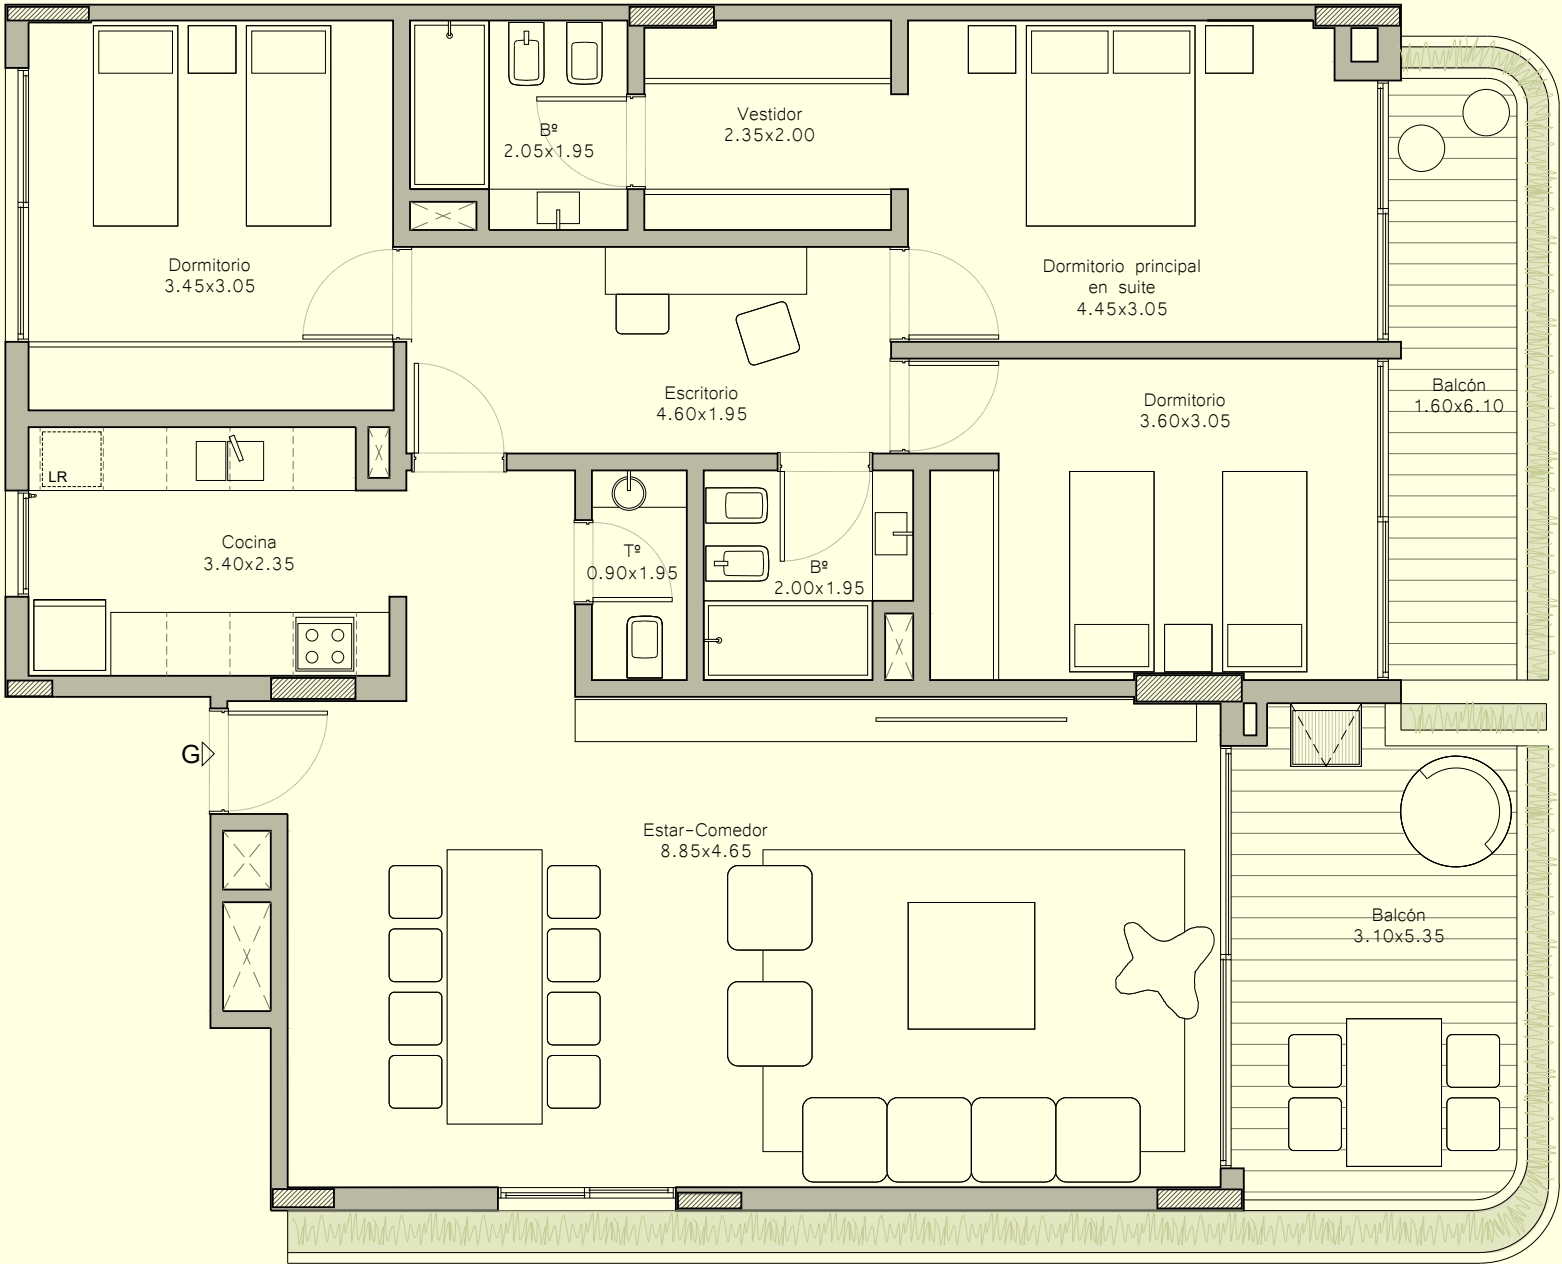 Bº
2.05x1.95
Vestidor
2.35x2.00
Dormitorio
3.45x3.05
Dormitorio principal
en suite
4.45x3.05
Escritorio
4.60x1.95
Dormitorio
3.60x3.05
Balcón
1.60x6.10
LR
Cocina
3.40x2.35
Tº
0.90x1.95
Bº
2.00x1.95
G
Estar-Comedor
8.85x4.65
Balcón
3.10x5.35